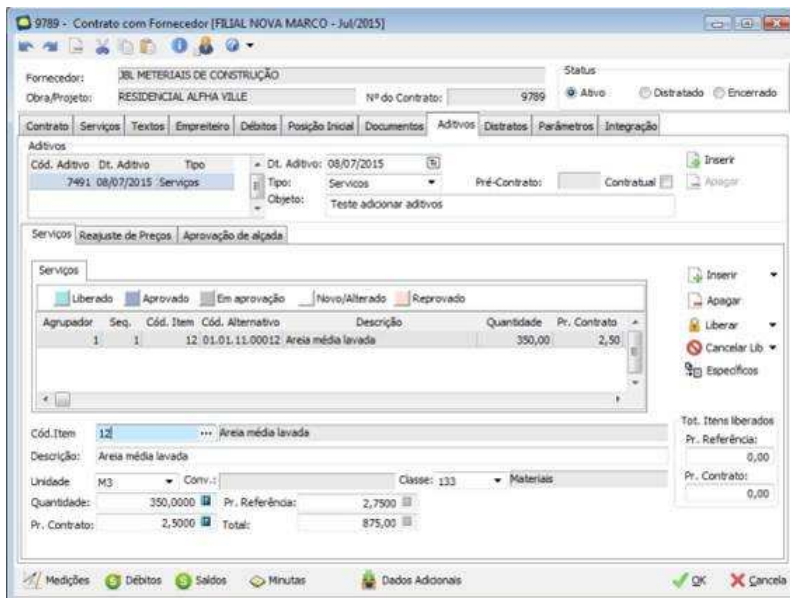 9789 - Contrato com Fornecedor [FILIAL NOVA MARCO - Jul/2015]
Fornecedor: JBL METERIAIS DE CONSTRUÇÃO
Status
Obra/Projeto: RESIDENCIAL ALFHA VILLE Nº do Contrato: 9789 Ativo Distratado Encerrado
Contrato Serviços Textos Empreiteiro Débitos Posição Inicial Documentos Aditivos Distratos Parâmetros Integração
Aditivos
Cód. Aditivo Dt. Aditivo Tipo Dt. Aditivo: 08/07/2015 Inserir
7491 08/07/2015 Serviços Tipo: Servicos Pré-Contrato: Contratual Apagar
Objeto: Teste adicionar aditivos
Serviços Reajuste de Preços Aprovação de alçada
Serviços
Inserir
Liberado Aprovado Em aprovação Novo/Alterado Reprovado Apagar
Agrupador Seq. Cód. Item Cód. Alternativo Descrição Quantidade Pr. Contrato Liberar
1 1 12 01.01.11.00012 Areia média lavada 350,00 2,50 Cancelar Lib
Específicos
Cód.Item 12 ... Areia média lavada Tot. Itens liberados
Descrição: Areia média lavada Pr. Referência:
0,00
Unidade M3 Conv.: Classe: 133 Materiais Pr. Contrato:
Quantidade: 350,0000 Pr. Referência: 2,7500 0,00
Pr. Contrato: 2,5000 Total: 875,00
Medições Débitos Saldos Minutas Dados Adicionais OK Cancela